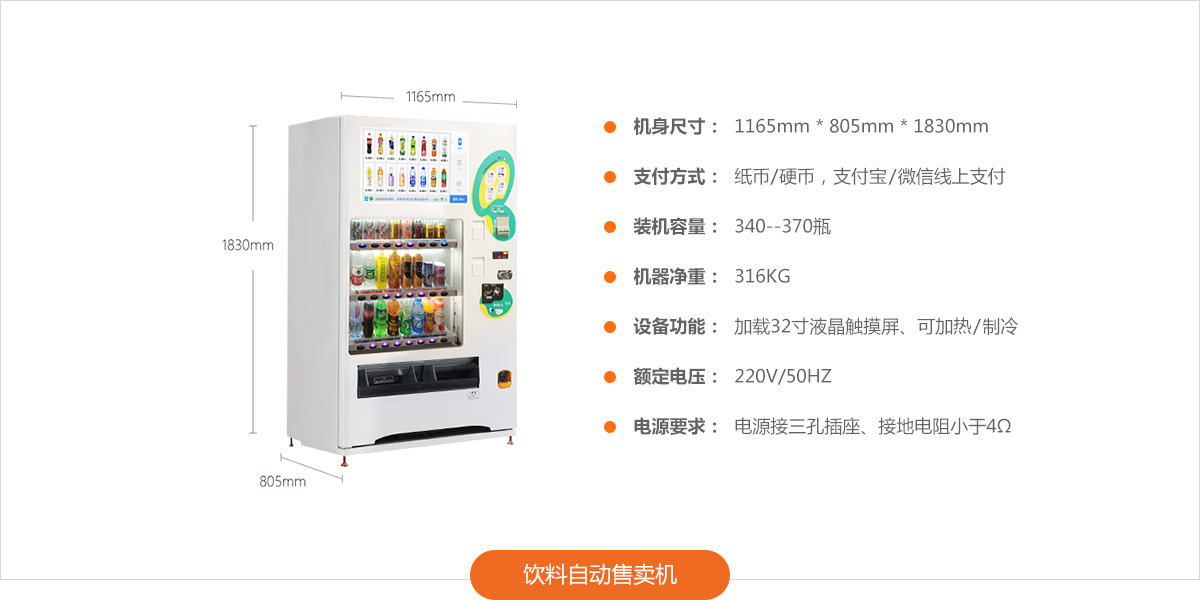 1165mm
1830mm
805mm
机身尺寸： 1165mm * 805mm * 1830mm
支付方式： 纸币/硬币，支付宝/微信线上支付
装机容量： 340--370瓶
机器净重： 316KG
设备功能： 加载32寸液晶触摸屏、可加热/制冷
额定电压： 220V/50HZ
电源要求： 电源接三孔插座、接地电阻小于4Ω
饮料自动售卖机